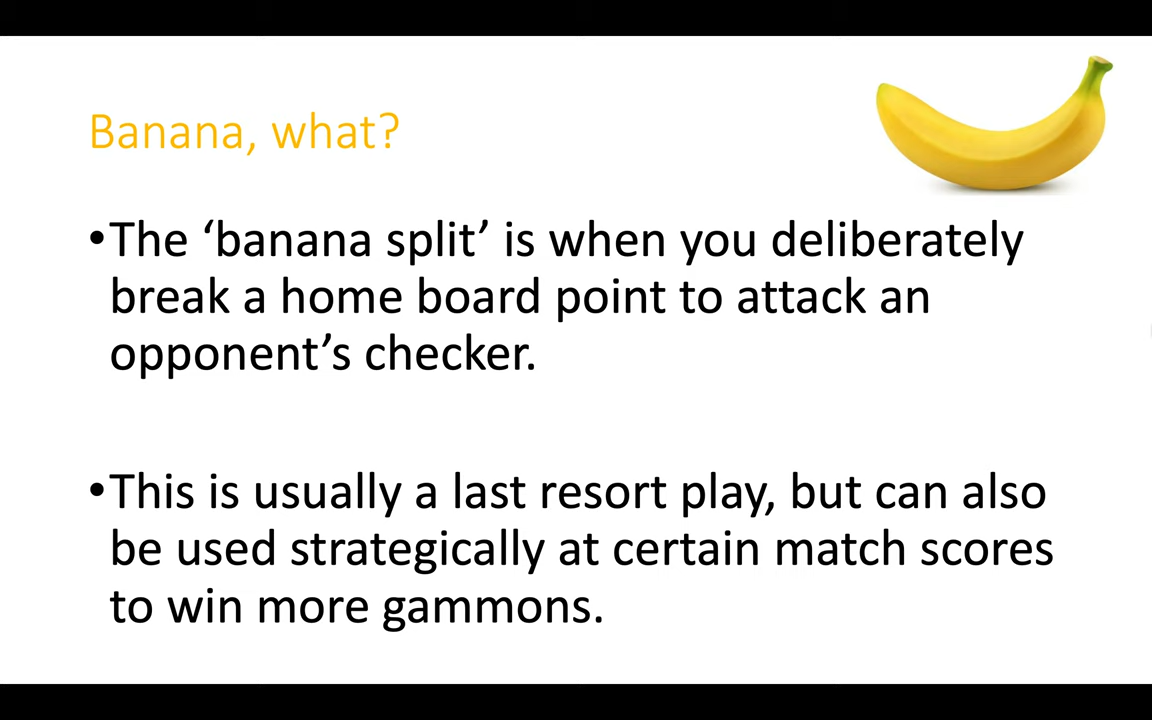 Banana, what?
•The ‘banana split’ is when you deliberately
break a home board point to attack an
opponent’s checker.
•This is usually a last resort play, but can also
be used strategically at certain match scores
to win more gammons.